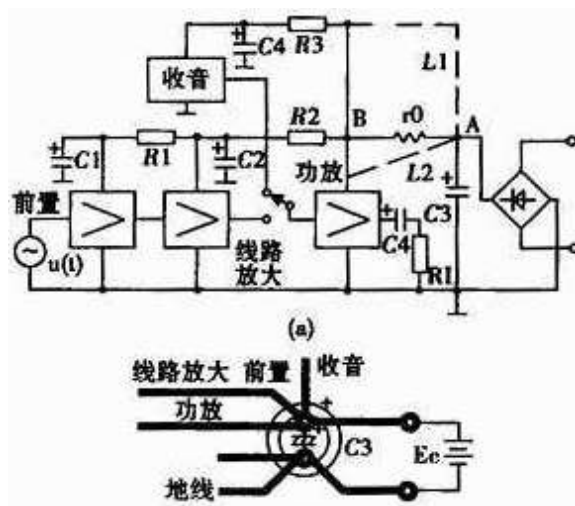 C4 R3
收音 L1
R2 B r0 A
C1 R1 C2
功放 L2
前置 C3
C4
u(t) 线路
放大 R1
(a)
收音
线路放大 前置
功放
C3 Ec
地线